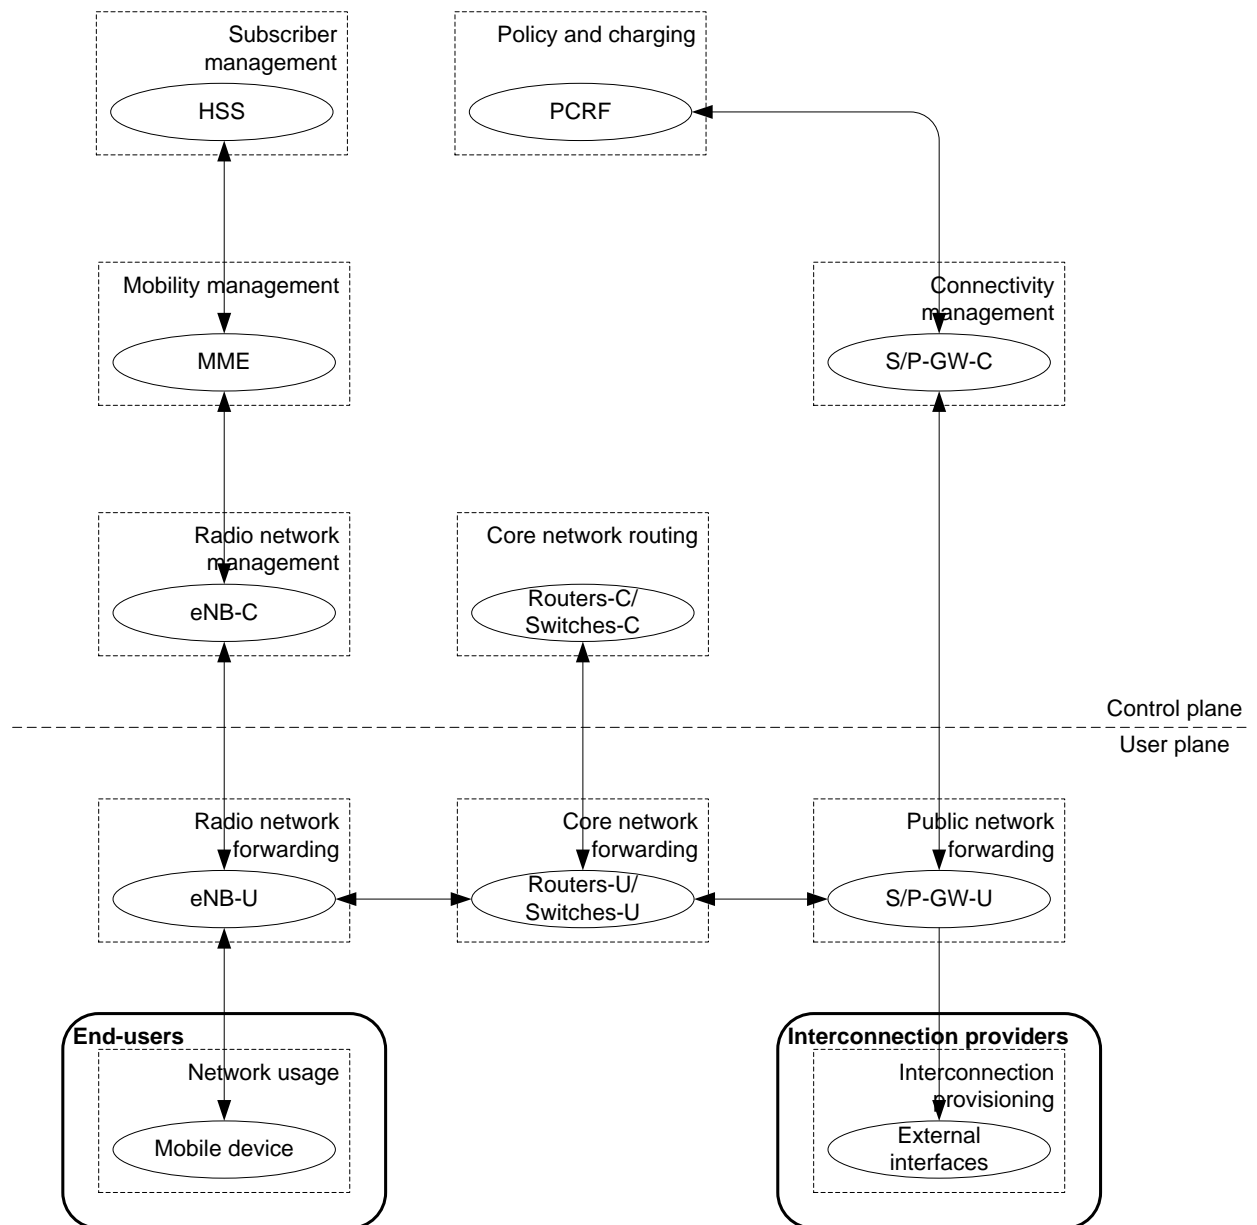 Subscriber
management
HSS
Policy and charging
PCRF
Mobility management
MME
Connectivity
management
S/P-GW-C
Radio network
management
eNB-C
Core network routing
Routers-C/
Switches-C
Control plane
User plane
Radio network
forwarding
eNB-U
Core network
forwarding
Routers-U/
Switches-U
Public network
forwarding
S/P-GW-U
End-users
Network usage
Mobile device
Interconnection providers
Interconnection
provisioning
External
interfaces